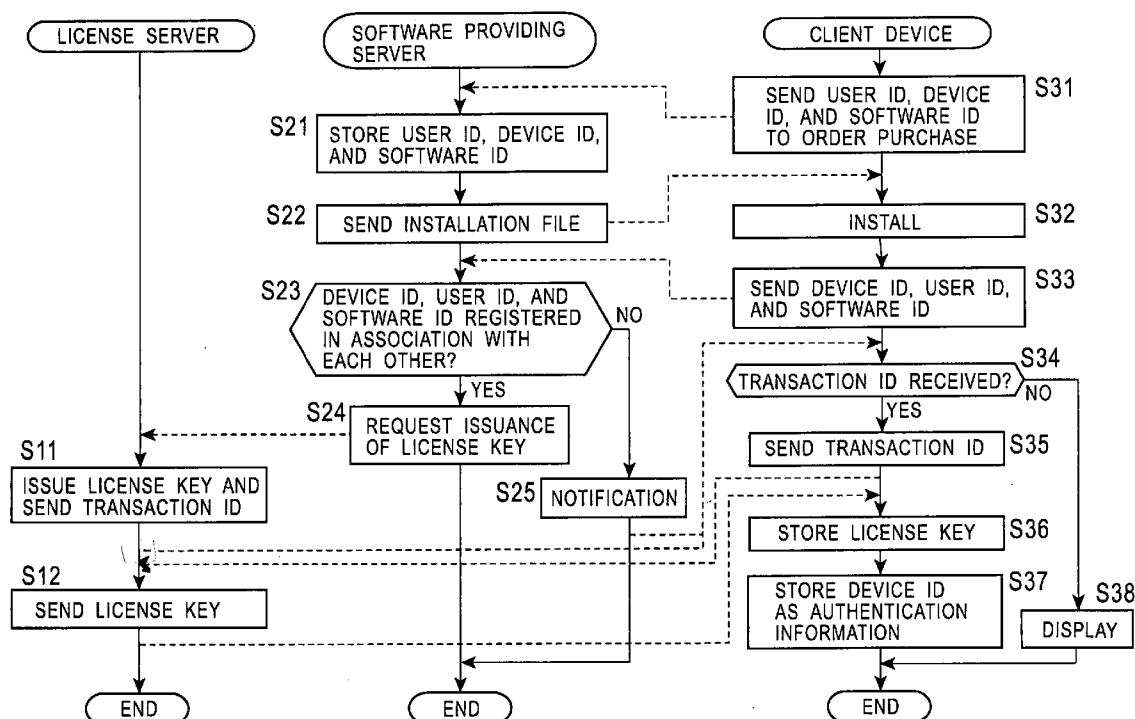 LICENSE SERVER
S11
ISSUE LICENSE KEY AND
SEND TRANSACTION ID
S12
SEND LICENSE KEY
END
SOFTWARE PROVIDING
SERVER
S21
STORE USER ID, DEVICE ID,
AND SOFTWARE ID
S22
SEND INSTALLATION FILE
S23
DEVICE ID, USER ID, AND
SOFTWARE ID REGISTERED
IN ASSOCIATION WITH
EACH OTHER?
NO
YES
S24
REQUEST ISSUANCE
OF LICENSE KEY
S25
NOTIFICATION
END
CLIENT DEVICE
S31
SEND USER ID, DEVICE
ID, AND SOFTWARE ID
TO ORDER PURCHASE
S32
INSTALL
S33
SEND DEVICE ID, USER ID,
AND SOFTWARE ID
S34
TRANSACTION ID RECEIVED?
NO
YES
S35
SEND TRANSACTION ID
S36
STORE LICENSE KEY
S37
STORE DEVICE ID
AS AUTHENTICATION
INFORMATION
S38
DISPLAY
END